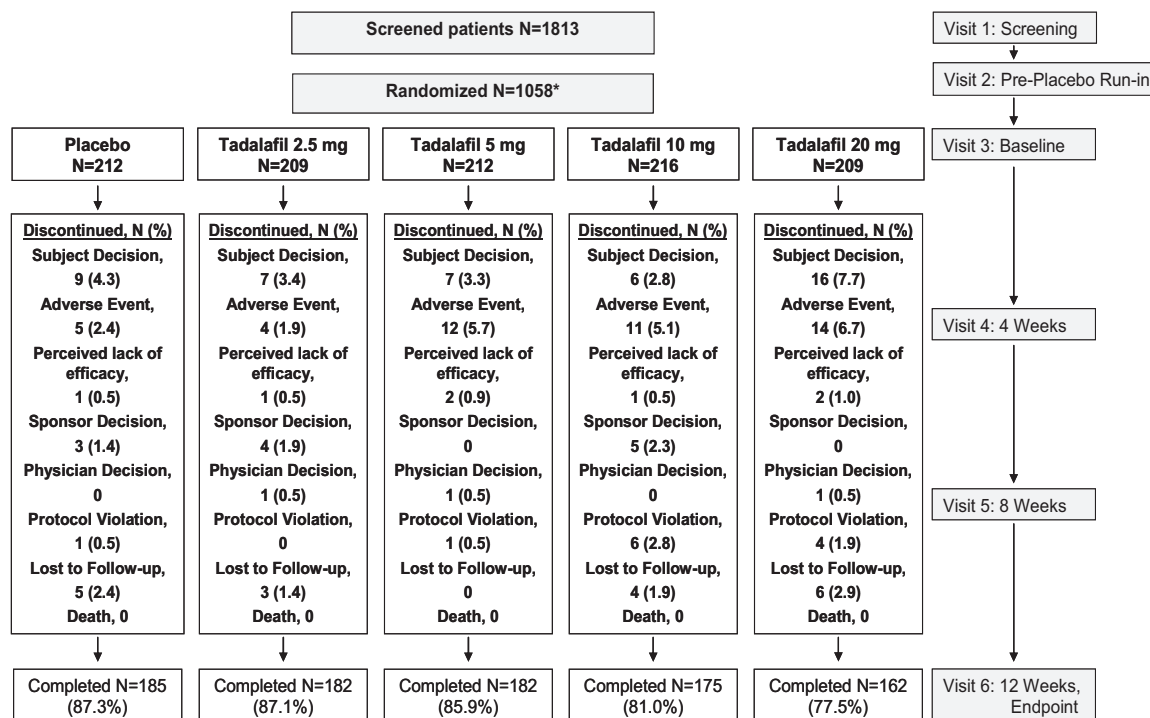 Screened patients N=1813
Randomized N=1058*
Placebo
N=212
Discontinued, N (%)
Subject Decision,
9 (4.3)
Adverse Event,
5 (2.4)
Perceived lack of
efficacy,
1 (0.5)
Sponsor Decision,
3 (1.4)
Physician Decision,
0
Protocol Violation,
1 (0.5)
Lost to Follow-up,
5 (2.4)
Death, 0
Completed N=185
(87.3%)
Tadalafil 2.5 mg
N=209
Discontinued, N (%)
Subject Decision,
7 (3.4)
Adverse Event,
4 (1.9)
Perceived lack of
efficacy,
1 (0.5)
Sponsor Decision,
4 (1.9)
Physician Decision,
1 (0.5)
Protocol Violation,
0
Lost to Follow-up,
3 (1.4)
Death, 0
Completed N=182
(87.1%)
Tadalafil 5 mg
N=212
Discontinued, N (%)
Subject Decision,
7 (3.3)
Adverse Event,
12 (5.7)
Perceived lack of
efficacy,
2 (0.9)
Sponsor Decision,
0
Physician Decision,
1 (0.5)
Protocol Violation,
1 (0.5)
Lost to Follow-up,
0
Death, 0
Completed N=182
(85.9%)
Tadalafil 10 mg
N=216
Discontinued, N (%)
Subject Decision,
6 (2.8)
Adverse Event,
11 (5.1)
Perceived lack of
efficacy,
1 (0.5)
Sponsor Decision,
5 (2.3)
Physician Decision,
0
Protocol Violation,
6 (2.8)
Lost to Follow-up,
4 (1.9)
Death, 0
Completed N=175
(81.0%)
Tadalafil 20 mg
N=209
Discontinued, N (%)
Subject Decision,
16 (7.7)
Adverse Event,
14 (6.7)
Perceived lack of
efficacy,
2 (1.0)
Sponsor Decision,
0
Physician Decision,
1 (0.5)
Protocol Violation,
4 (1.9)
Lost to Follow-up,
6 (2.9)
Death, 0
Completed N=162
(77.5%)
Visit 1: Screening
Visit 2: Pre-Placebo Run-in
Visit 3: Baseline
Visit 4: 4 Weeks
Visit 5: 8 Weeks
Visit 6: 12 Weeks,
Endpoint